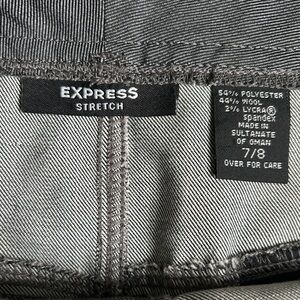 EXPRESS
STRETCH
54% POLYESTER
44% WOOL
2% LYCRA®
spandex
MADE IN
SULTANATE
OF OMAN
7/8
OVER FOR CARE